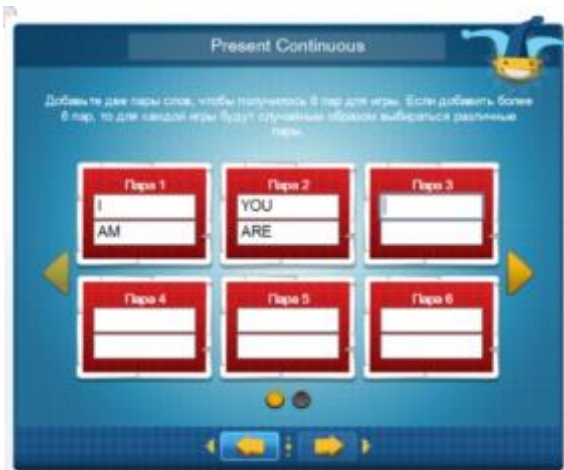 Present Continuous
Добавьте две пары слов, чтобы получилось 6 пар для игры. Если добавить более
6 пар, то для каждой игры будут случайным образом выбираться различные
пары.
Пара 1
I
AM
Пара 2
YOU
ARE
Пара 3
Пара 4
Пара 5
Пара 6